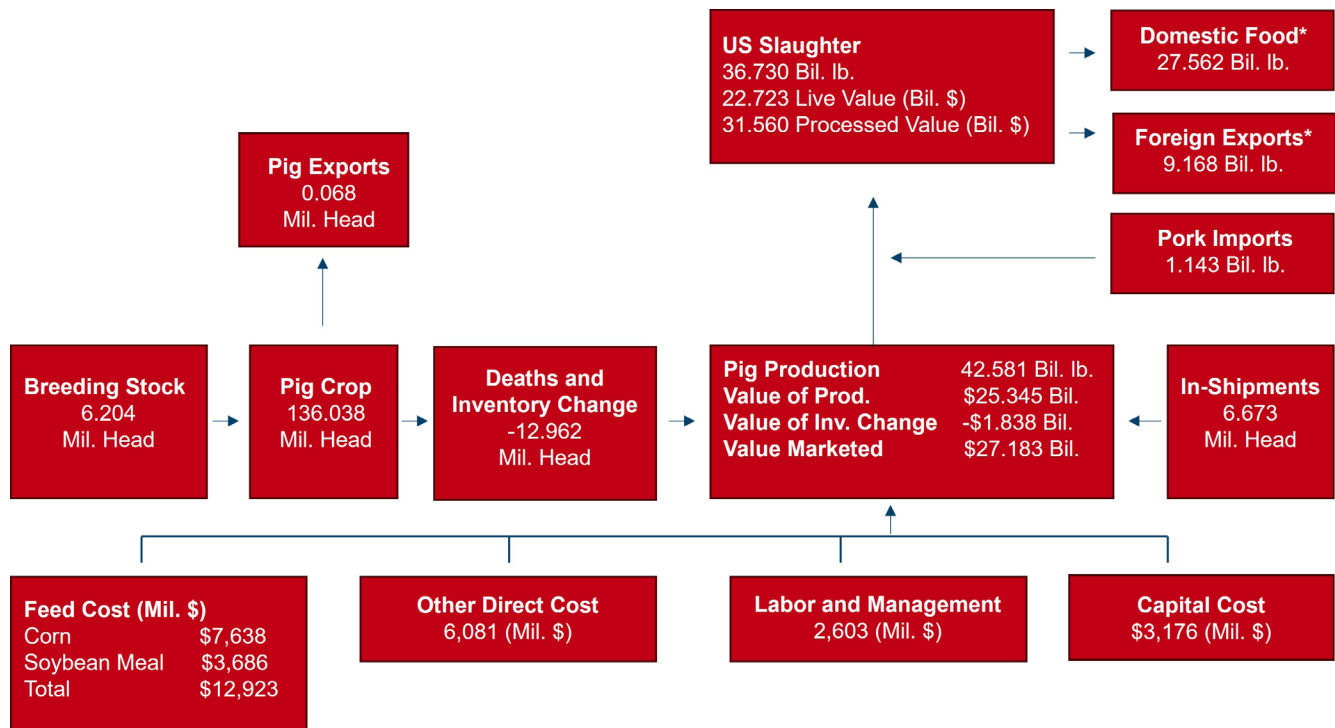 US Slaughter
36.730 Bil. lb.
22.723 Live Value (Bil. $)
31.560 Processed Value (Bil. $)
Domestic Food*
27.562 Bil. lb.
Foreign Exports*
9.168 Bil. lb.
Pork Imports
1.143 Bil. lb.
Pig Exports
0.068
Mil. Head
Breeding Stock
6.204
Mil. Head
Pig Crop
136.038
Mil. Head
Deaths and
Inventory Change
-12.962
Mil. Head
Pig Production 42.581 Bil. lb.
Value of Prod. $25.345 Bil.
Value of Inv. Change -$1.838 Bil.
Value Marketed $27.183 Bil.
In-Shipments
6.673
Mil. Head
Feed Cost (Mil. $)
Corn $7,638
Soybean Meal $3,686
Total $12,923
Other Direct Cost
6,081 (Mil. $)
Labor and Management
2,603 (Mil. $)
Capital Cost
$3,176 (Mil. $)